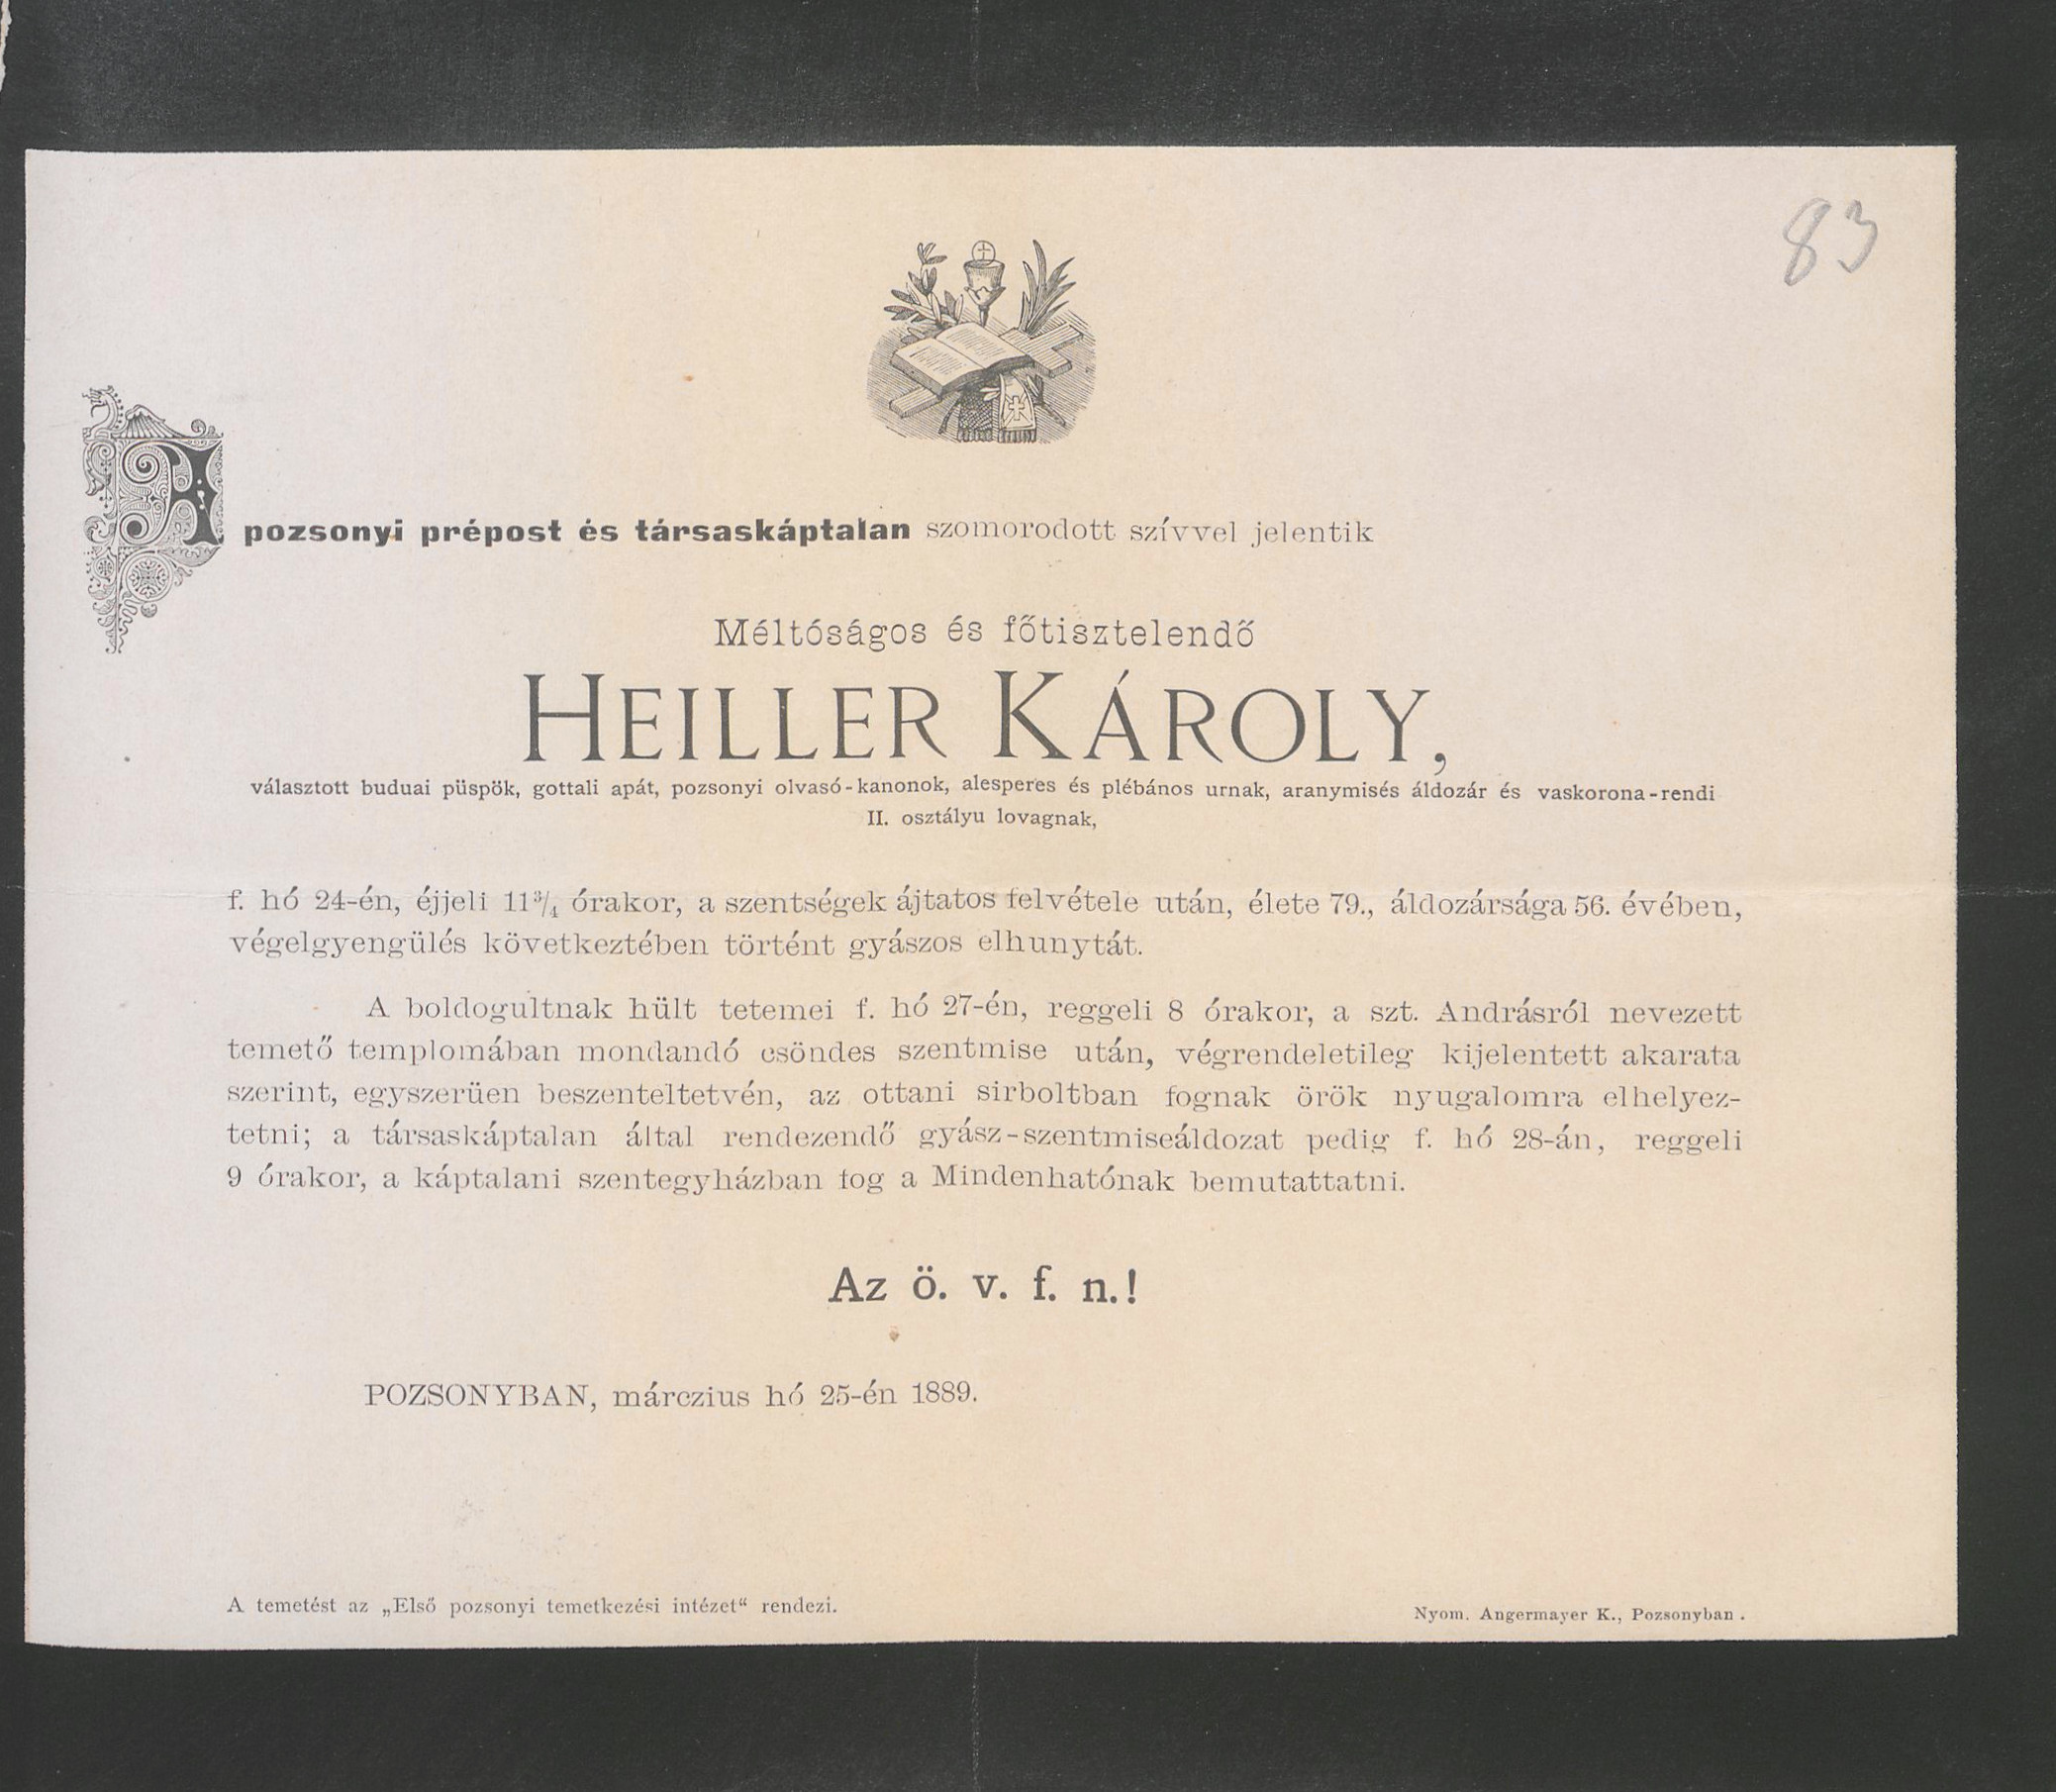 83
A pozsonyi prépost és társaskáptalan szomorodott szívvel jelentik
Méltóságos és főtisztelendő
HEILLER KÁROLY,
választott buduai püspök, gottali apát, pozsonyi olvasó-kanonok, alesperes és plébános urnak, aranymisés áldozár és vaskorona-rendi
II. osztályu lovagnak,
f. hó 24-én, éjjeli 11¾ órakor, a szentségek ájtatos felvétele után, élete 79., áldozársága 56. évében,
végelgyengülés következtében történt gyászos elhunytát.
A boldogultnak hült tetemei f. hó 27-én, reggeli 8 órakor, a szt. Andrásról nevezett
temető templomában mondandó csöndes szentmise után, végrendeletileg kijelentett akarata
szerint, egyszerüen beszenteltetvén, az ottani sirboltban fognak örök nyugalomra elhelyez-
tetni; a társaskáptalan által rendezendő gyász-szentmiseáldozat pedig f. hó 28-án, reggeli
9 órakor, a káptalani szentegyházban fog a Mindenhatónak bemutattatni.
Az ö. v. f. n.!
POZSONYBAN, márczius hó 25-én 1889.
A temetést az „Első pozsonyi temetkezési intézet“ rendezi.
Nyom. Angermayer K., Pozsonyban.